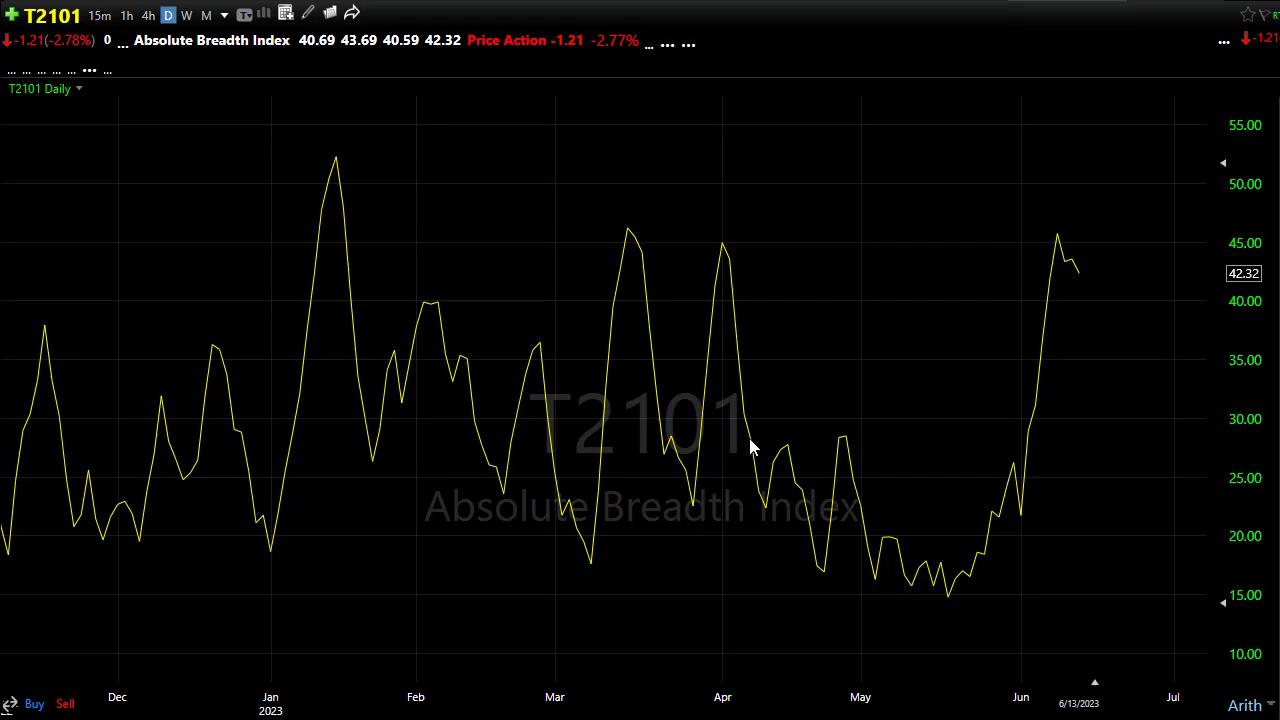 T2101 15m 1h 4h D W M
-1.21(-2.78%) 0 ... Absolute Breadth Index 40.69 43.69 40.59 42.32 Price Action -1.21 -2.77% ... ... ... ... -1.21
... ... ... ... ... ... ...
T2101 Daily
55.00
50.00
45.00
42.32
40.00
35.00
30.00
25.00
20.00
15.00
10.00
T2101
Absolute Breadth Index
Dec Jan Feb Mar Apr May Jun Jul
2023 6/13/2023
Buy Sell Arith